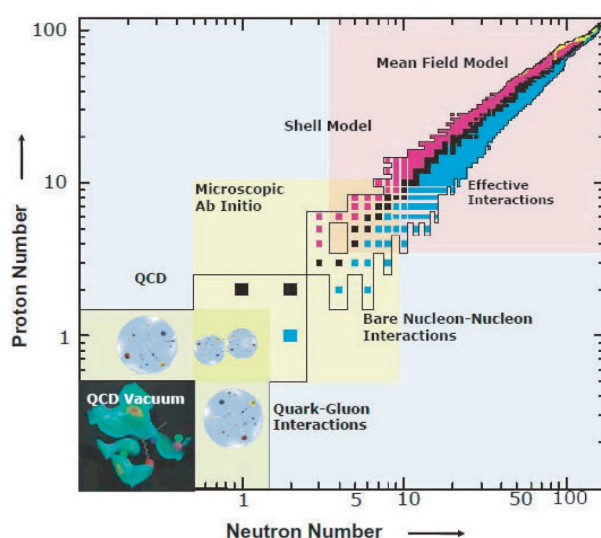 100
Mean Field Model
Shell Model
10
Microscopic
Ab Initio
Effective
Interactions
QCD
Proton Number
1
Bare Nucleon-Nucleon
Interactions
QCD Vacuum
Quark-Gluon
Interactions
1
5
10
50
100
Neutron Number